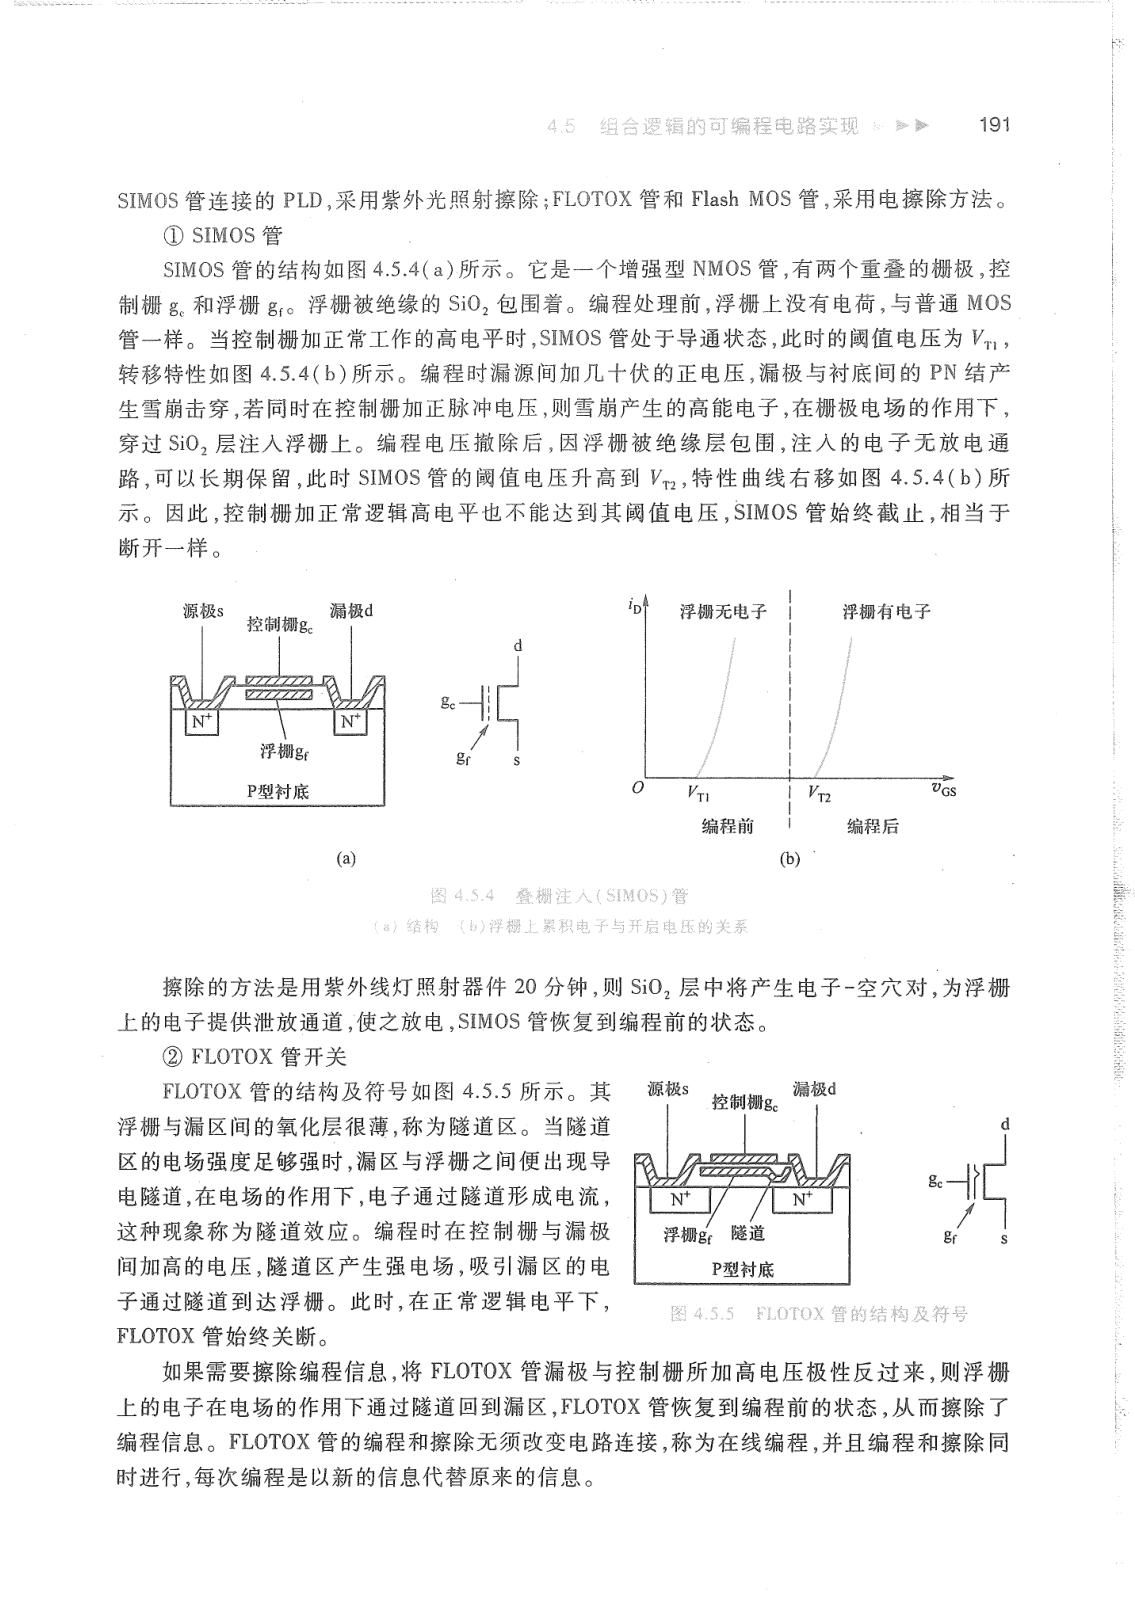 4.5 组合逻辑的可编程电路实现 191
SIMOS 管连接的 PLD,采用紫外光照射擦除;FLOTOX 管和 Flash MOS 管,采用电擦除方法。
① SIMOS 管
SIMOS 管的结构如图 4.5.4(a)所示。它是一个增强型 NMOS 管,有两个重叠的栅极,控
制栅 gc 和浮栅 gf。浮栅被绝缘的 SiO2 包围着。编程处理前,浮栅上没有电荷,与普通 MOS
管一样。当控制栅加正常工作的高电平时,SIMOS 管处于导通状态,此时的阈值电压为 VT1,
转移特性如图 4.5.4(b)所示。编程时漏源间加几十伏的正电压,漏极与衬底间的 PN 结产
生雪崩击穿,若同时在控制栅加正脉冲电压,则雪崩产生的高能电子,在栅极电场的作用下,
穿过 SiO2 层注入浮栅上。编程电压撤除后,因浮栅被绝缘层包围,注入的电子无放电通
路,可以长期保留,此时 SIMOS 管的阈值电压升高到 VT2,特性曲线右移如图 4.5.4(b)所
示。因此,控制栅加正常逻辑高电平也不能达到其阈值电压,SIMOS 管始终截止,相当于
断开一样。
源极s
控制栅gc
漏极d
N+
N+
浮栅gf
P型衬底
d
gc
gf
s
(a)
iD
浮栅无电子
浮栅有电子
O
VT1
VT2
vGS
编程前
编程后
(b)
图 4.5.4 叠栅注入(SIMOS)管
(a)结构 (b)浮栅上累积电子与开启电压的关系
擦除的方法是用紫外线灯照射器件 20 分钟,则 SiO2 层中将产生电子-空穴对,为浮栅
上的电子提供泄放通道,使之放电,SIMOS 管恢复到编程前的状态。
② FLOTOX 管开关
FLOTOX 管的结构及符号如图 4.5.5 所示。其
浮栅与漏区间的氧化层很薄,称为隧道区。当隧道
区的电场强度足够强时,漏区与浮栅之间便出现导
电隧道,在电场的作用下,电子通过隧道形成电流,
这种现象称为隧道效应。编程时在控制栅与漏极
间加高的电压,隧道区产生强电场,吸引漏区的电
子通过隧道到达浮栅。此时,在正常逻辑电平下,
FLOTOX 管始终关断。
源极s
控制栅gc
漏极d
N+
N+
浮栅gf
隧道
P型衬底
d
gc
gf
s
图 4.5.5 FLOTOX 管的结构及符号
如果需要擦除编程信息,将 FLOTOX 管漏极与控制栅所加高电压极性反过来,则浮栅
上的电子在电场的作用下通过隧道回到漏区,FLOTOX 管恢复到编程前的状态,从而擦除了
编程信息。FLOTOX 管的编程和擦除无须改变电路连接,称为在线编程,并且编程和擦除同
时进行,每次编程是以新的信息代替原来的信息。